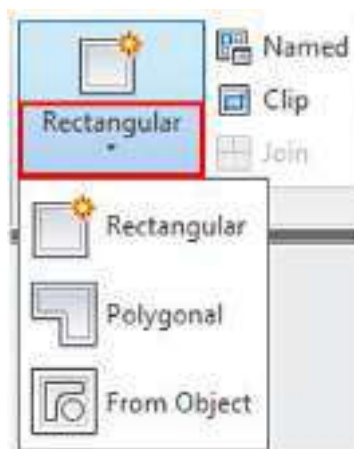 Rectangular
Named
Clip
Join
Rectangular
Polygonal
From Object